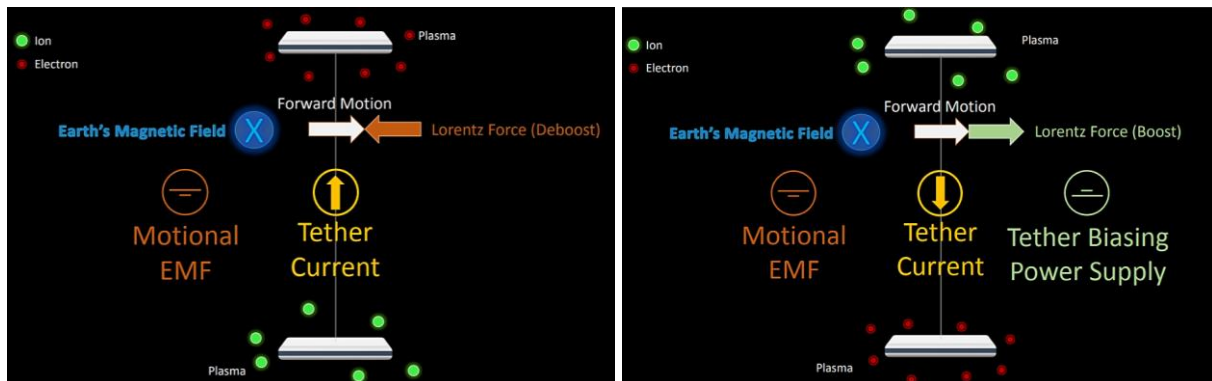 Ion
Electron
Plasma
Forward Motion
Earth's Magnetic Field
X
Lorentz Force (Deboost)
Motional
EMF
Tether
Current
Plasma
Ion
Electron
Plasma
Forward Motion
Earth's Magnetic Field
X
Lorentz Force (Boost)
Motional
EMF
Tether
Current
Tether Biasing
Power Supply
Plasma